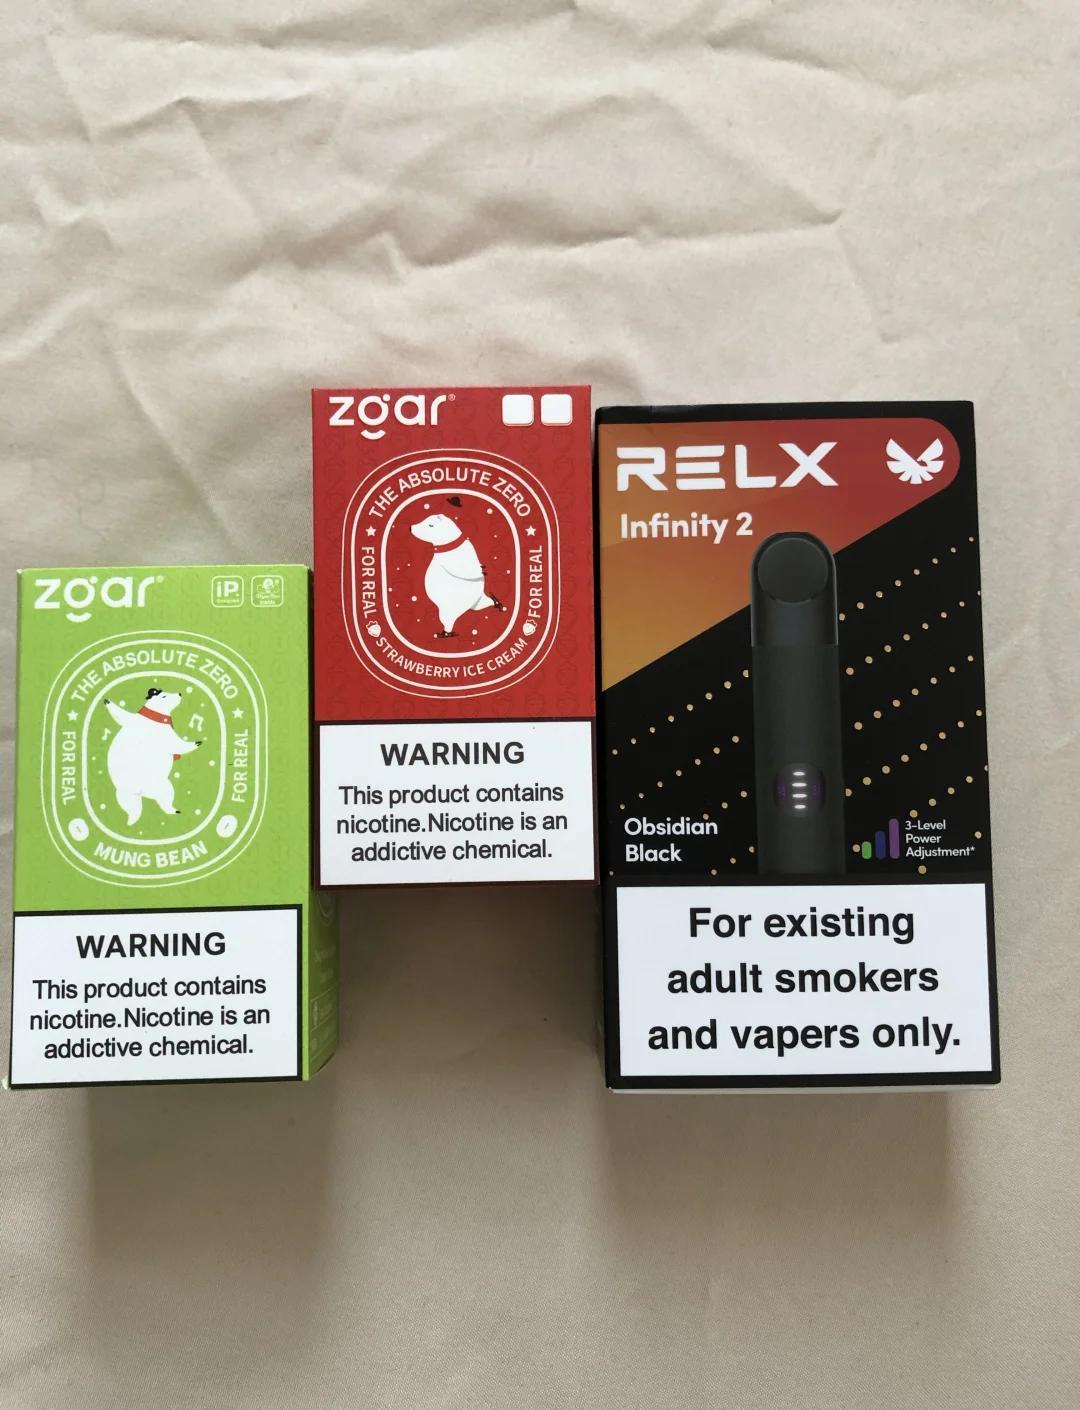 zgar®
iP.
THE ABSOLUTE ZERO
FOR REAL
FOR REAL
MUNG BEAN
WARNING
This product contains
nicotine.Nicotine is an
addictive chemical.
zgar®
THE ABSOLUTE ZERO
FOR REAL
FOR REAL
STRAWBERRY ICE CREAM
WARNING
This product contains
nicotine.Nicotine is an
addictive chemical.
RELX
Infinity 2
Obsidian
Black
3-Level
Power
Adjustment*
For existing
adult smokers
and vapers only.